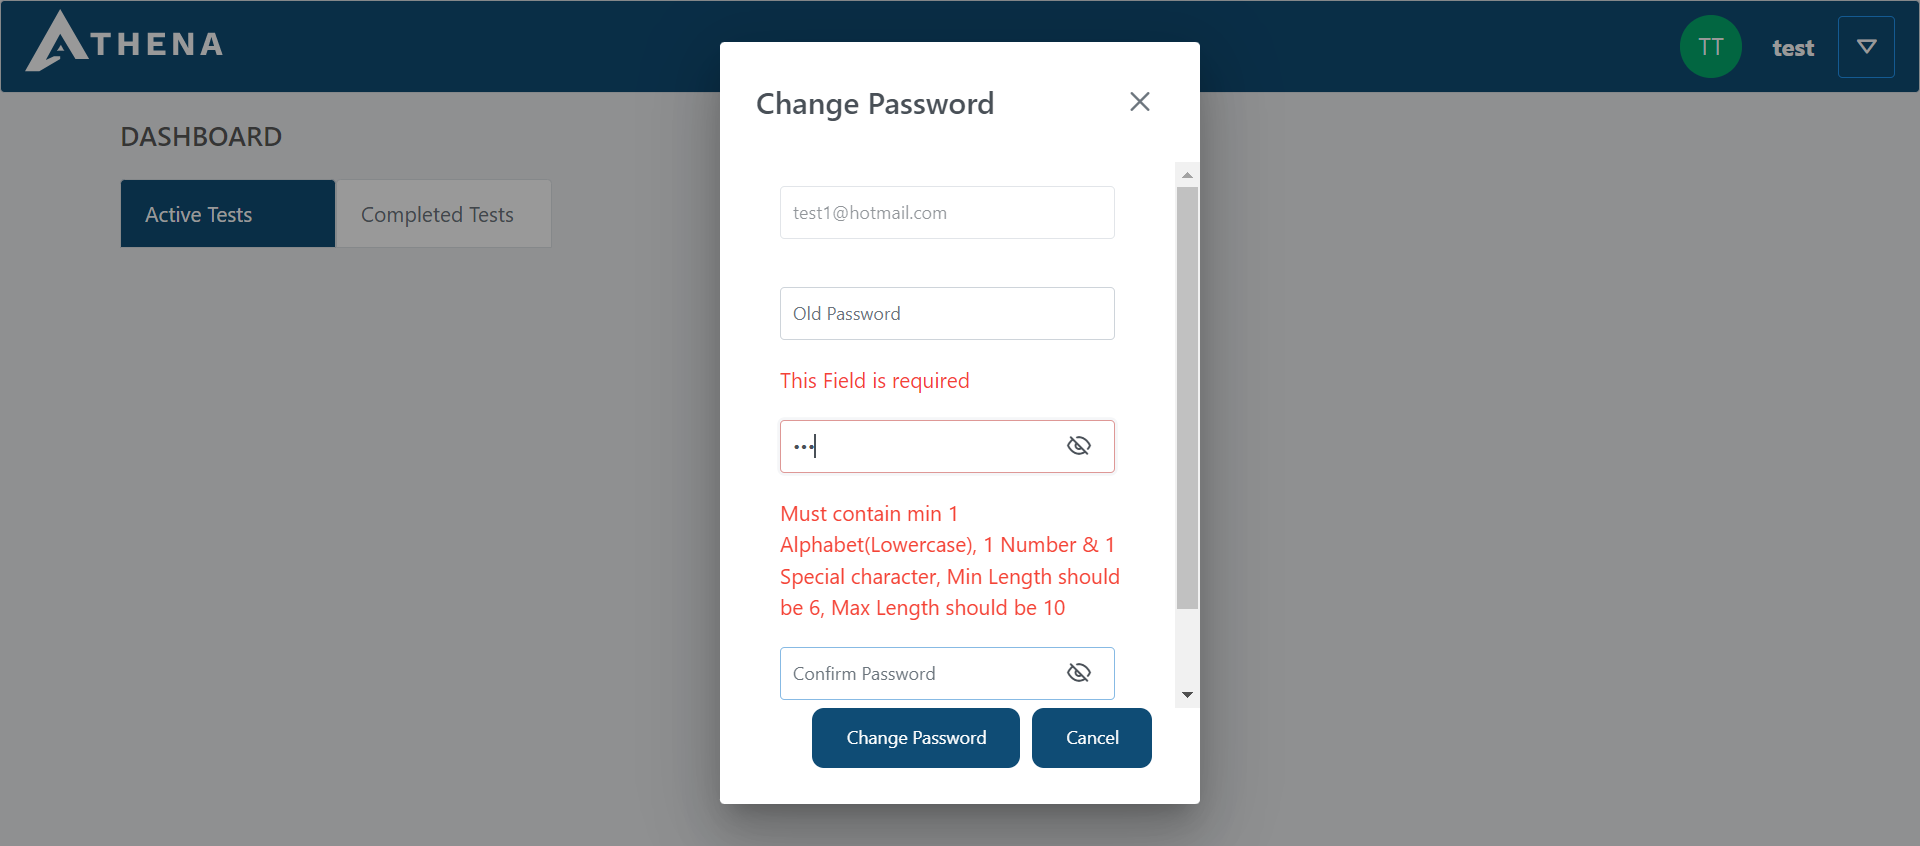 ATHENA
TT
test
Change Password
DASHBOARD
Active Tests
Completed Tests
test1@hotmail.com
Old Password
This Field is required
•••
Must contain min 1
Alphabet(Lowercase), 1 Number & 1
Special character, Min Length should
be 6, Max Length should be 10
Confirm Password
Change Password
Cancel